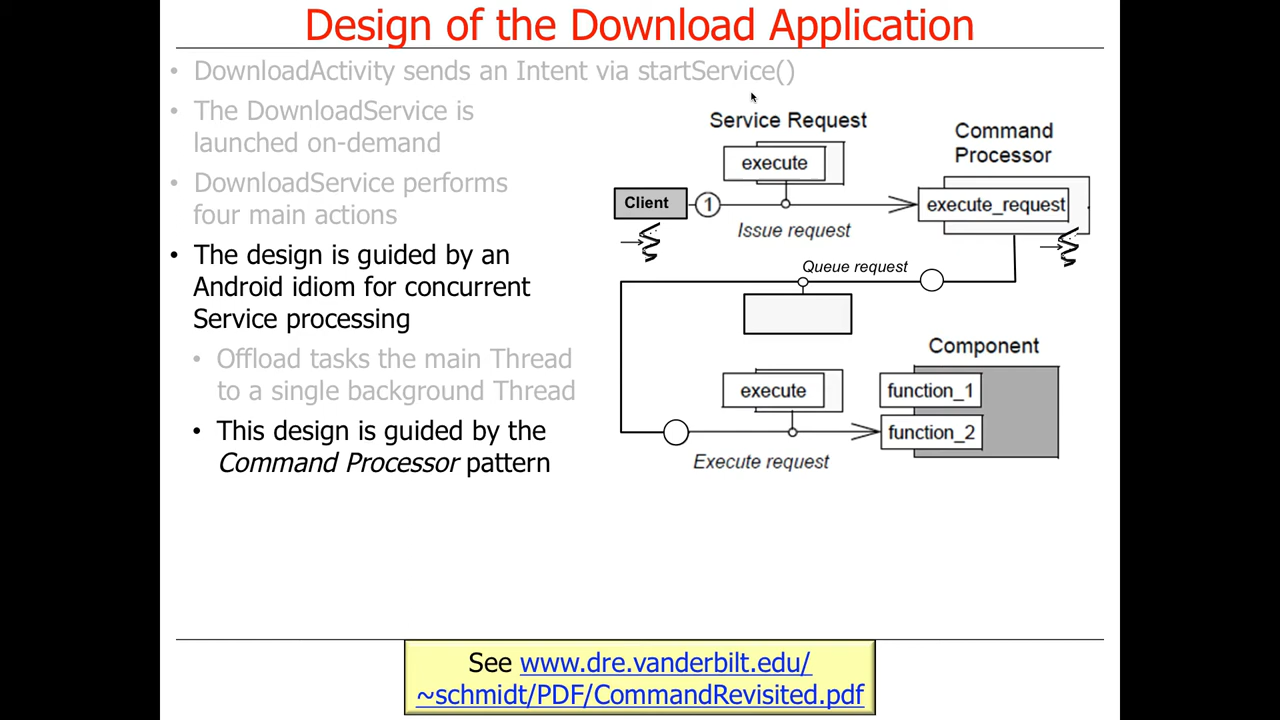 Design of the Download Application
• DownloadActivity sends an Intent via startService()
• The DownloadService is
launched on-demand
• DownloadService performs
four main actions
• The design is guided by an
Android idiom for concurrent
Service processing
• Offload tasks the main Thread
to a single background Thread
• This design is guided by the
Command Processor pattern
Service Request
execute
Command
Processor
Client
1
execute_request
Issue request
Queue request
Component
execute
function_1
function_2
Execute request
See www.dre.vanderbilt.edu/
~schmidt/PDF/CommandRevisited.pdf